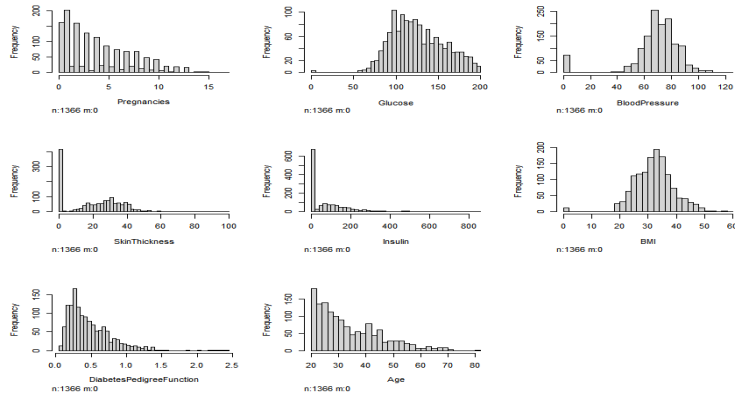 Frequency
0 50 100 200
0 5 10 15
Pregnancies
n:1366 m:0
Frequency
0 20 60 100
0 50 100 150 200
Glucose
n:1366 m:0
Frequency
0 50 150 250
0 20 40 60 80 100 120
BloodPressure
n:1366 m:0
Frequency
0 100 300
0 20 40 60 80 100
SkinThickness
n:1366 m:0
Frequency
0 200 400 600
0 200 400 600 800
Insulin
n:1366 m:0
Frequency
0 50 100 150 200
0 10 20 30 40 50 60
BMI
n:1366 m:0
Frequency
0 50 100 150
0.0 0.5 1.0 1.5 2.0 2.5
DiabetesPedigreeFunction
n:1366 m:0
Frequency
0 50 100 150
20 30 40 50 60 70 80
Age
n:1366 m:0